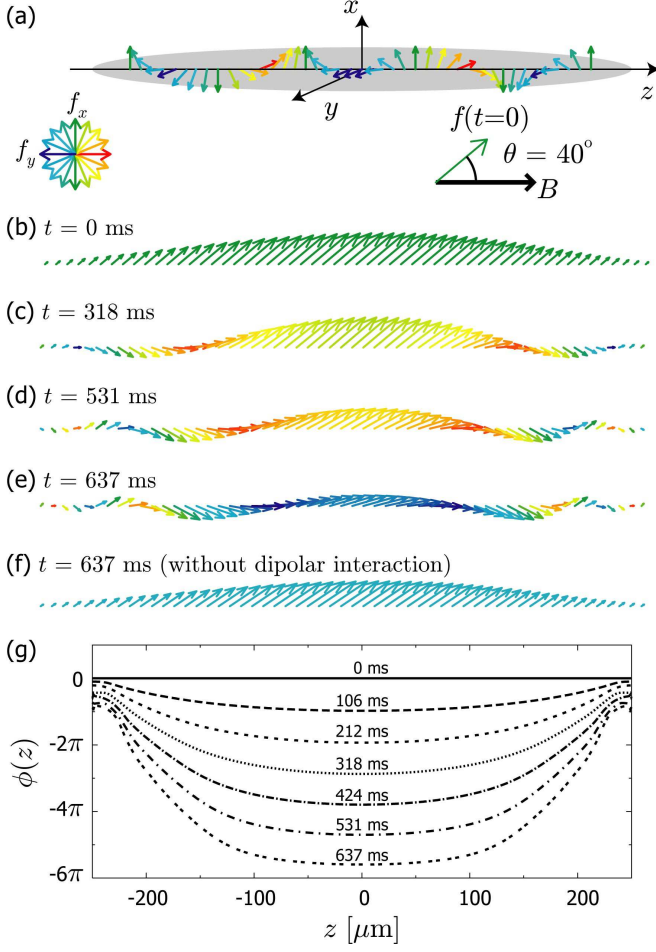 (a)
x
z
y
f_x
f_y
f(t=0)
θ = 40°
B
(b) t = 0 ms
(c) t = 318 ms
(d) t = 531 ms
(e) t = 637 ms
(f) t = 637 ms (without dipolar interaction)
(g)
0 ms
106 ms
212 ms
318 ms
424 ms
531 ms
637 ms
0
-2π
-4π
-6π
ϕ(z)
-200 -100 0 100 200
z [μm]